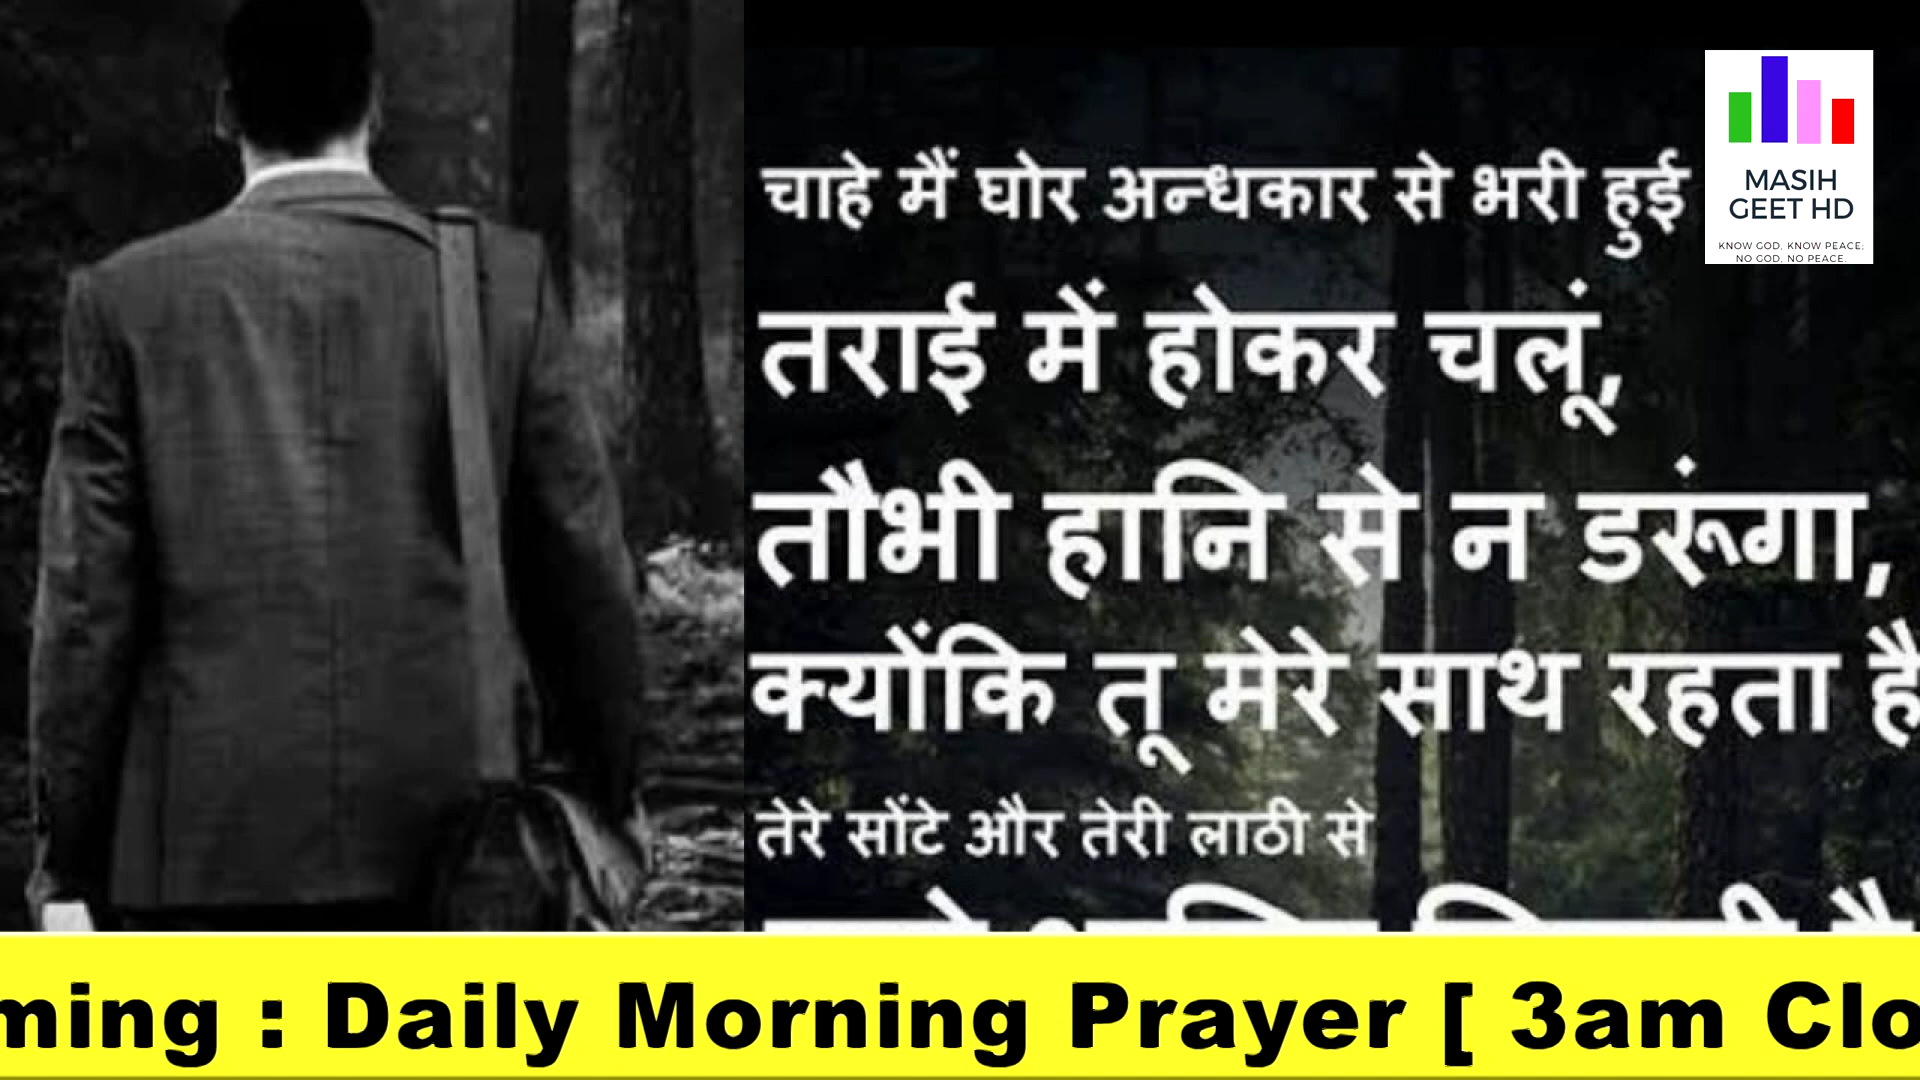 चाहे मैं घोर अन्धकार से भरी हुई
तराई में होकर चलूं,
तौभी हानि से न डरूंगा,
क्योंकि तू मेरे साथ रहता है
तेरे सोंटे और तेरी लाठी से
MASIH
GEET HD
KNOW GOD, KNOW PEACE;
NO GOD, NO PEACE.
ming : Daily Morning Prayer [ 3am Clo